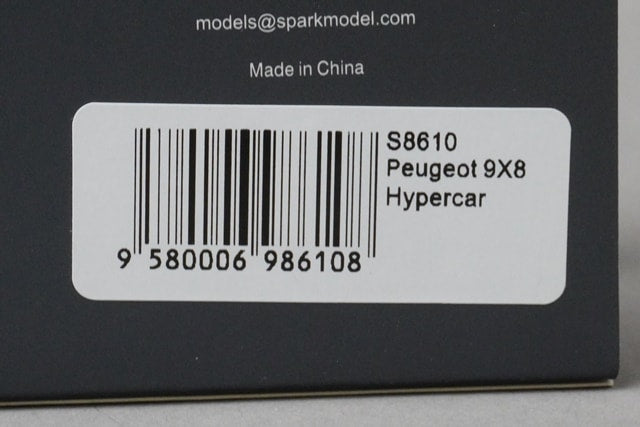 models@sparkmodel.com
Made in China
S8610
Peugeot 9X8
Hypercar
9 580006 986108